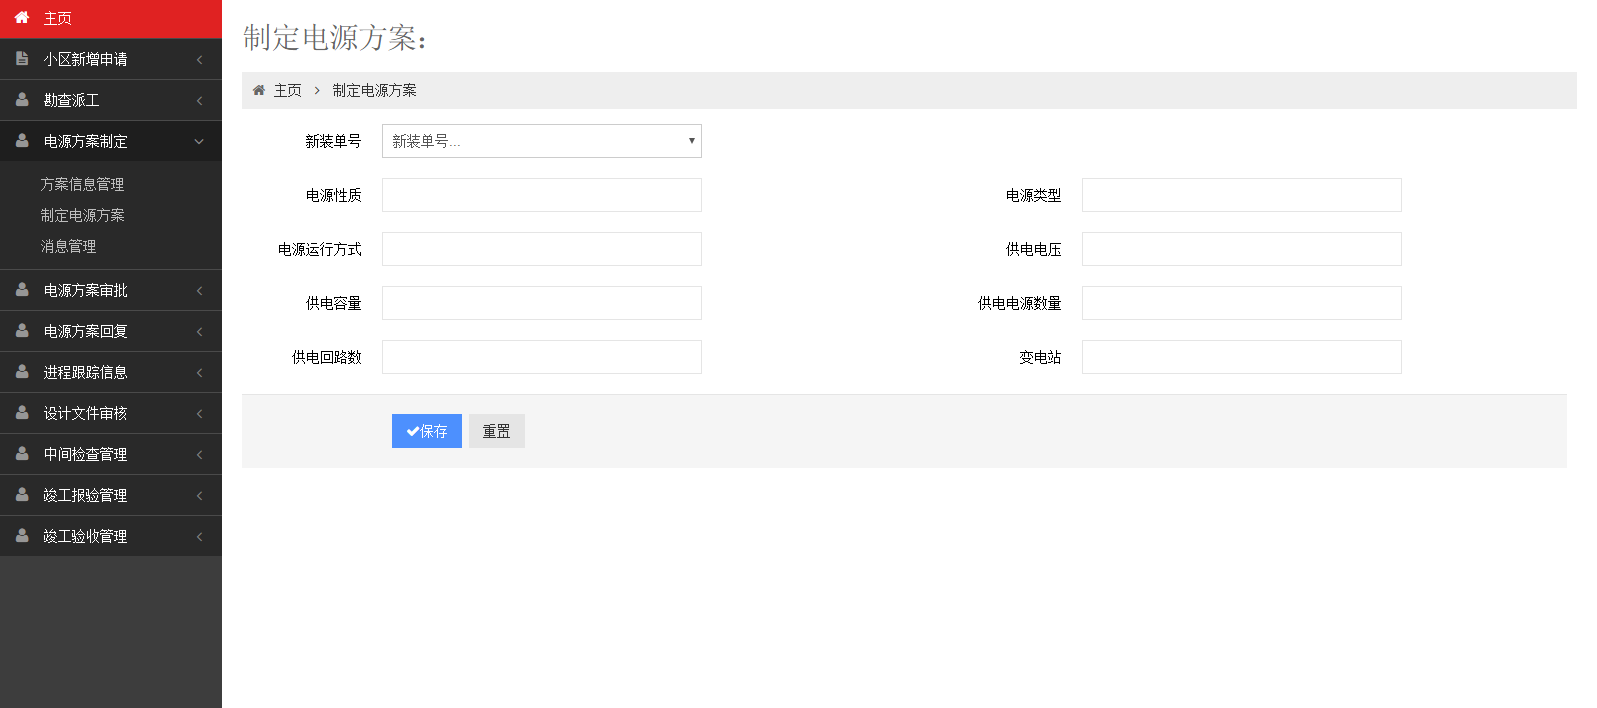 主页
小区新增申请
勘查派工
电源方案制定
方案信息管理
制定电源方案
消息管理
电源方案审批
电源方案回复
进程跟踪信息
设计文件审核
中间检查管理
竣工报验管理
竣工验收管理
制定电源方案：
主页 > 制定电源方案
新装单号 新装单号...
电源性质 电源类型
电源运行方式 供电电压
供电容量 供电电源数量
供电回路数 变电站
保存 重置